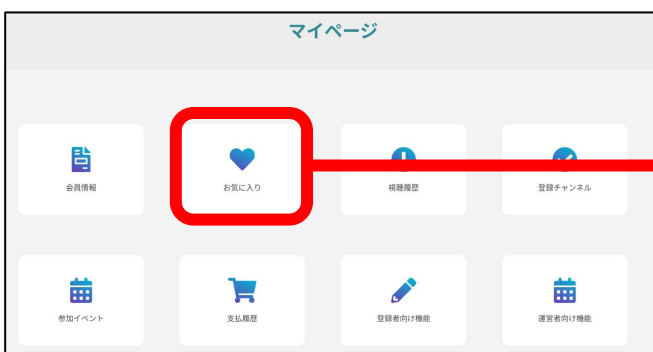 マイページ
会員情報
お気に入り
視聴履歴
登録チャンネル
参加イベント
支払履歴
登録者向け機能
運営者向け機能